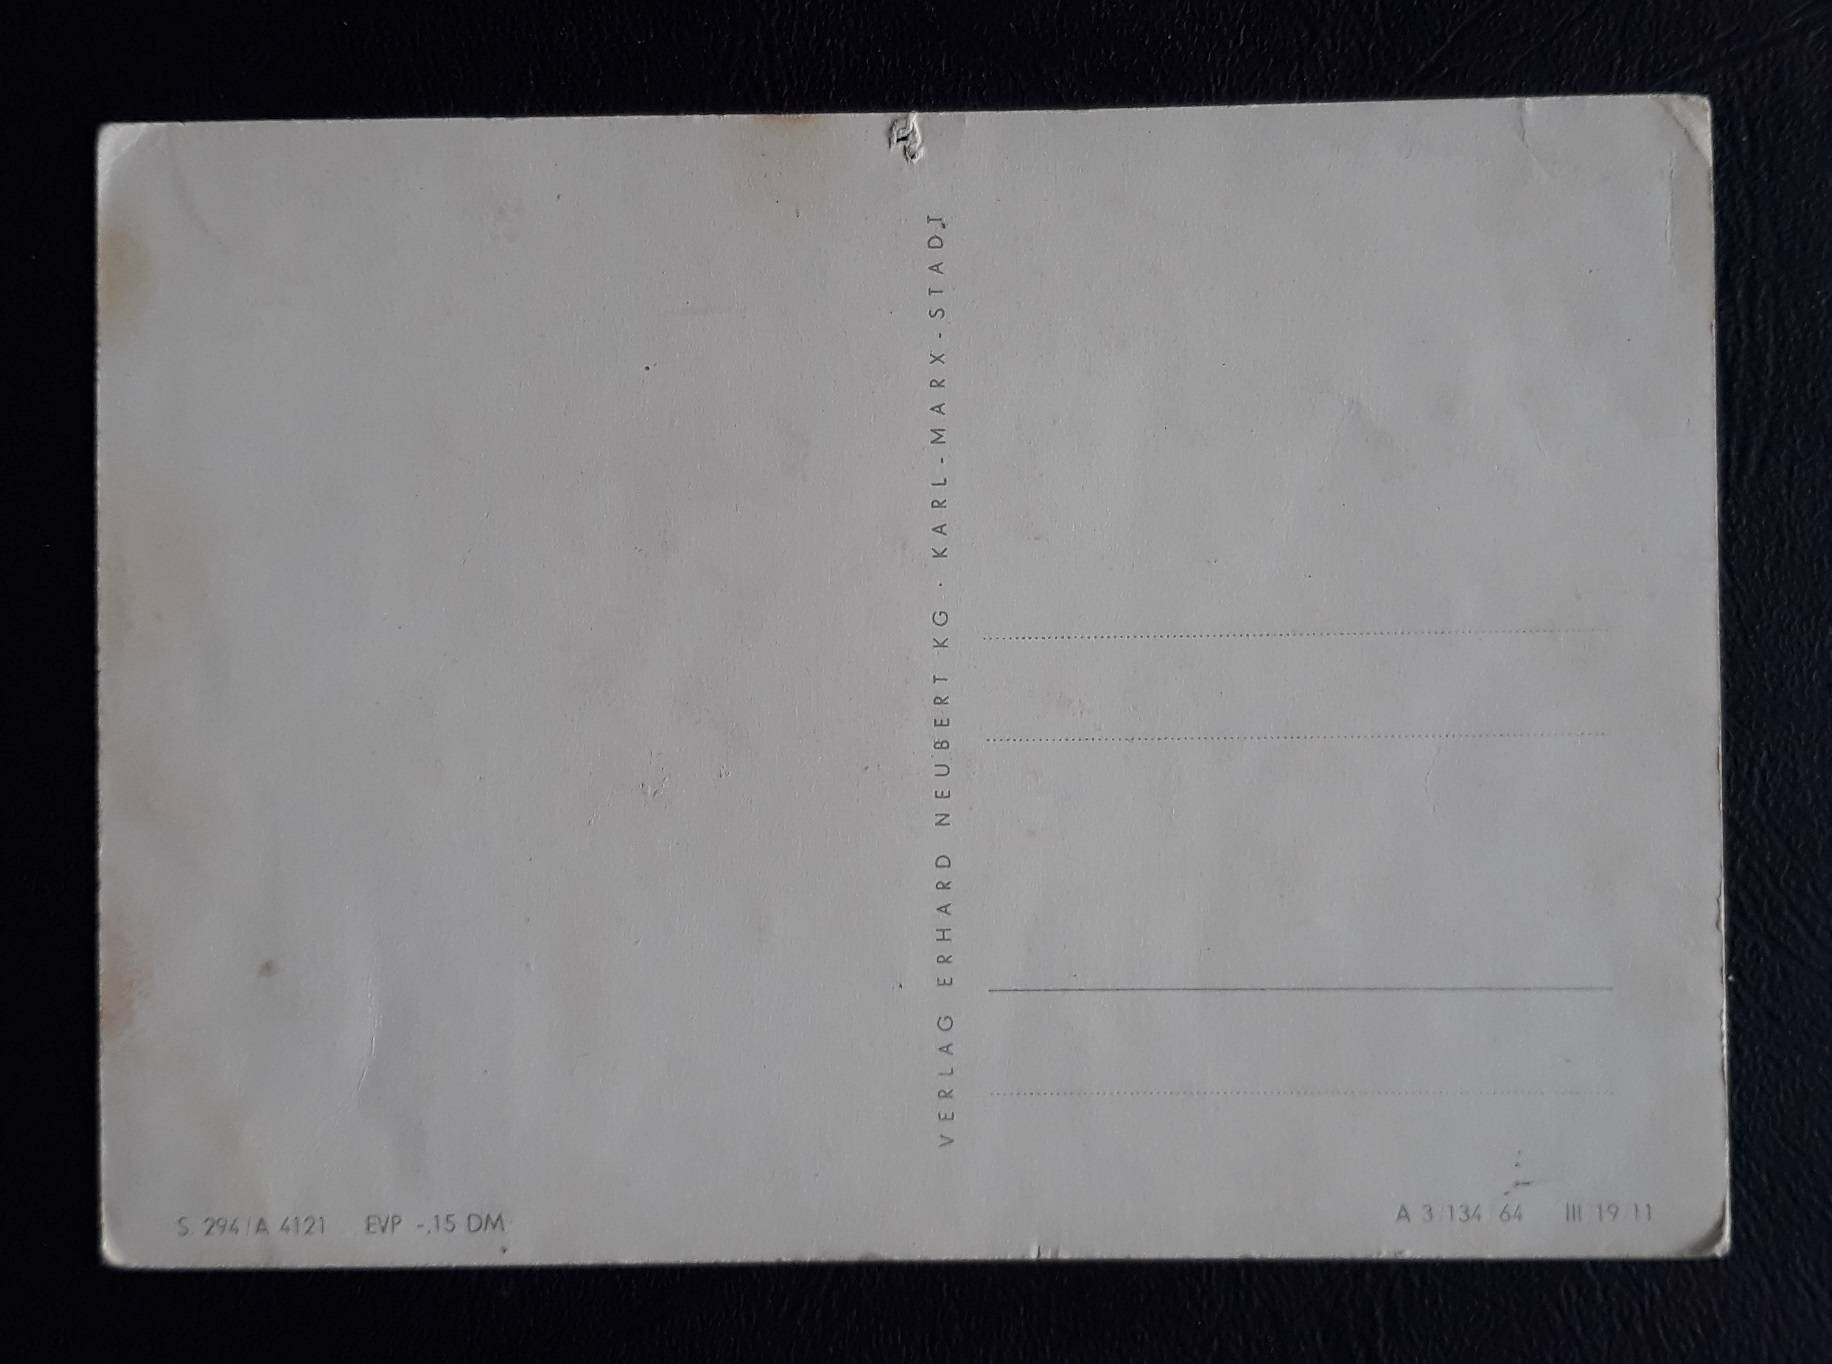 VERLAG ERHARD NEUBERT KG · KARL-MARX-STADT
S 294/A 4121 EVP -,15 DM
A 3/134/64 III 19 11